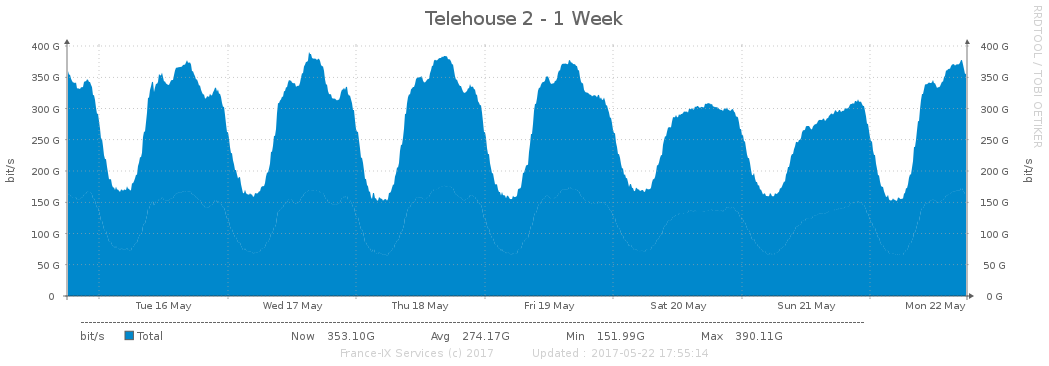 Telehouse 2 - 1 Week
RRDTOOL / TOBI OETIKER
400 G 400 G
350 G 350 G
300 G 300 G
250 G 250 G
200 G 200 G
150 G 150 G
100 G 100 G
50 G 50 G
0 0 G
bit/s bit/s
Tue 16 May Wed 17 May Thu 18 May Fri 19 May Sat 20 May Sun 21 May Mon 22 May
bit/s Total Now 353.10G Avg 274.17G Min 151.99G Max 390.11G
France-IX Services (c) 2017 Updated : 2017-05-22 17:55:14